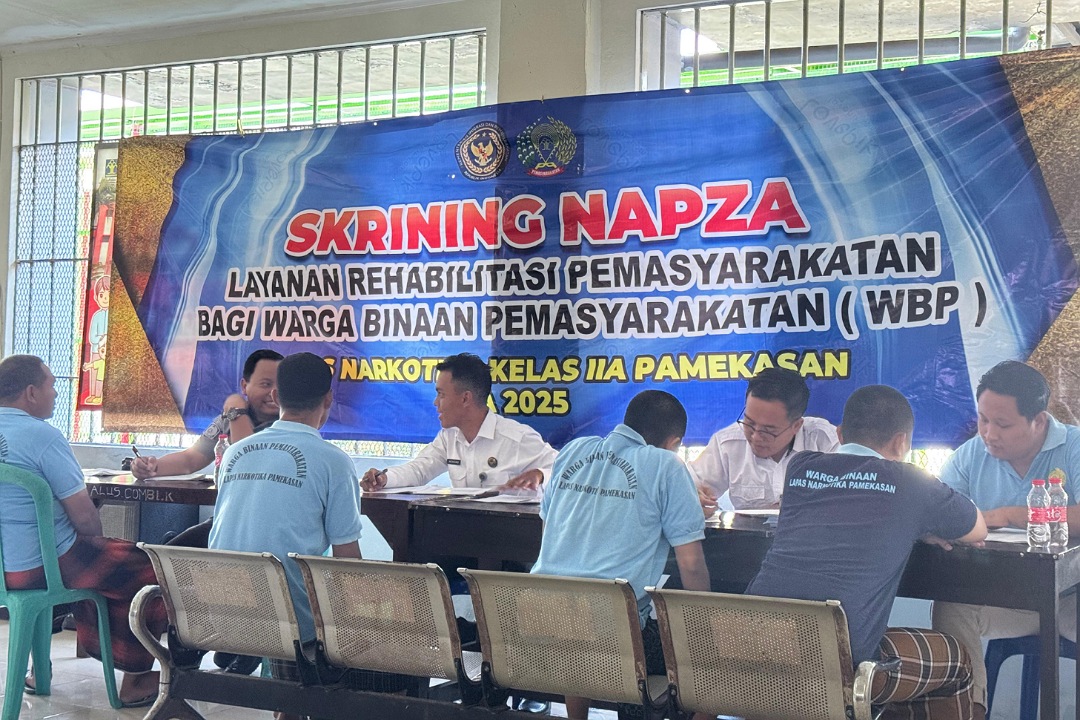 SKRINING NAPZA
LAYANAN REHABILITASI PEMASYARAKATAN
BAGI WARGA BINAAN PEMASYARAKATAN ( WBP )
NARKOTIKA KELAS IIA PAMEKASAN
2025
WARGA BINAAN PEMASYARAKATAN
LAPAS NARKOTIKA PAMEKASAN
WARGA BINAAN PEMASYARAKATAN
LAPAS NARKOTIKA PAMEKASAN
WARGA BINAAN
LAPAS NARKOTIKA PAMEKASAN